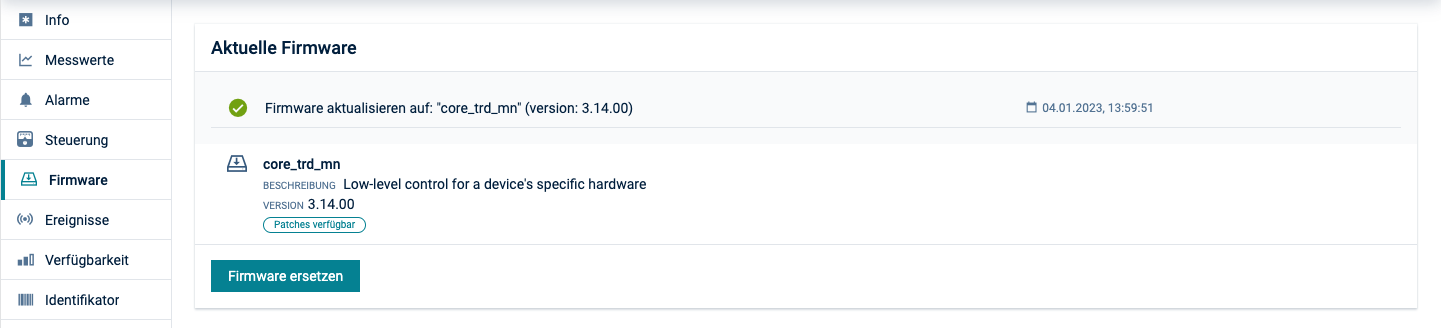 Info
Messwerte
Alarme
Steuerung
Firmware
Ereignisse
Verfügbarkeit
Identifikator
Aktuelle Firmware
Firmware aktualisieren auf: "core_trd_mn" (version: 3.14.00)
04.01.2023, 13:59:51
core_trd_mn
BESCHREIBUNG Low-level control for a device's specific hardware
VERSION 3.14.00
Patches verfügbar
Firmware ersetzen